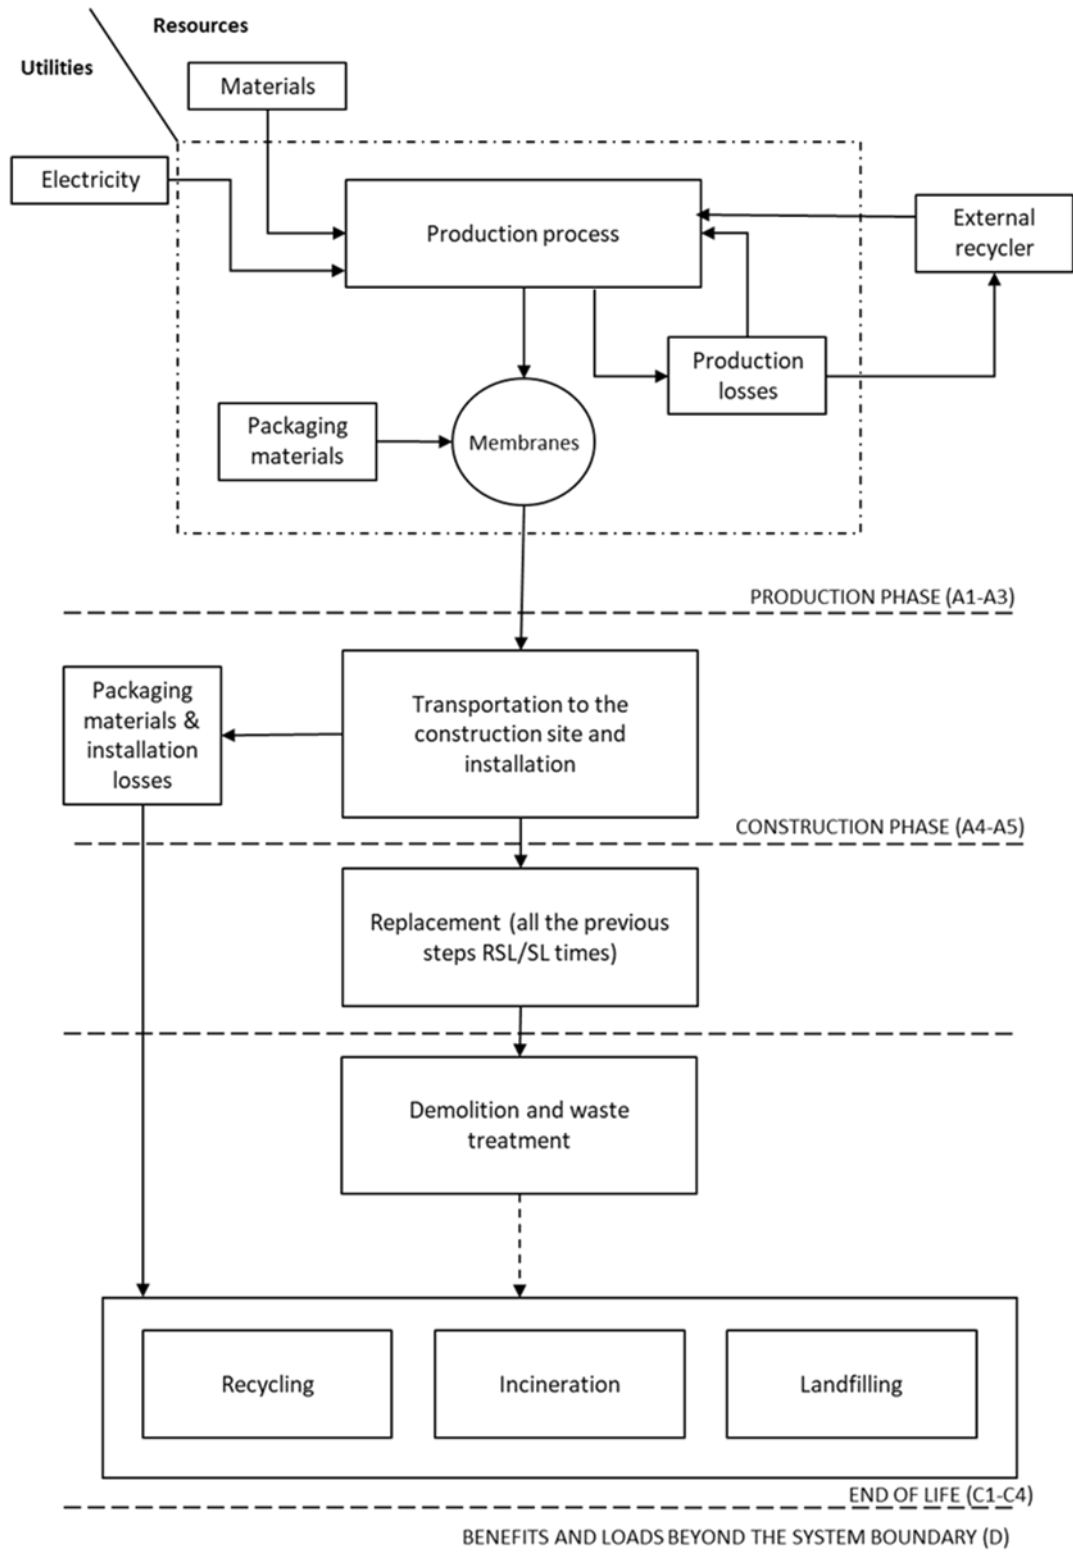 Resources
Utilities
Materials
Electricity
Production process
External
recycler
Production
losses
Packaging
materials
Membranes
PRODUCTION PHASE (A1-A3)
Packaging
materials &
installation
losses
Transportation to the
construction site and
installation
CONSTRUCTION PHASE (A4-A5)
Replacement (all the previous
steps RSL/SL times)
Demolition and waste
treatment
Recycling
Incineration
Landfilling
END OF LIFE (C1-C4)
BENEFITS AND LOADS BEYOND THE SYSTEM BOUNDARY (D)